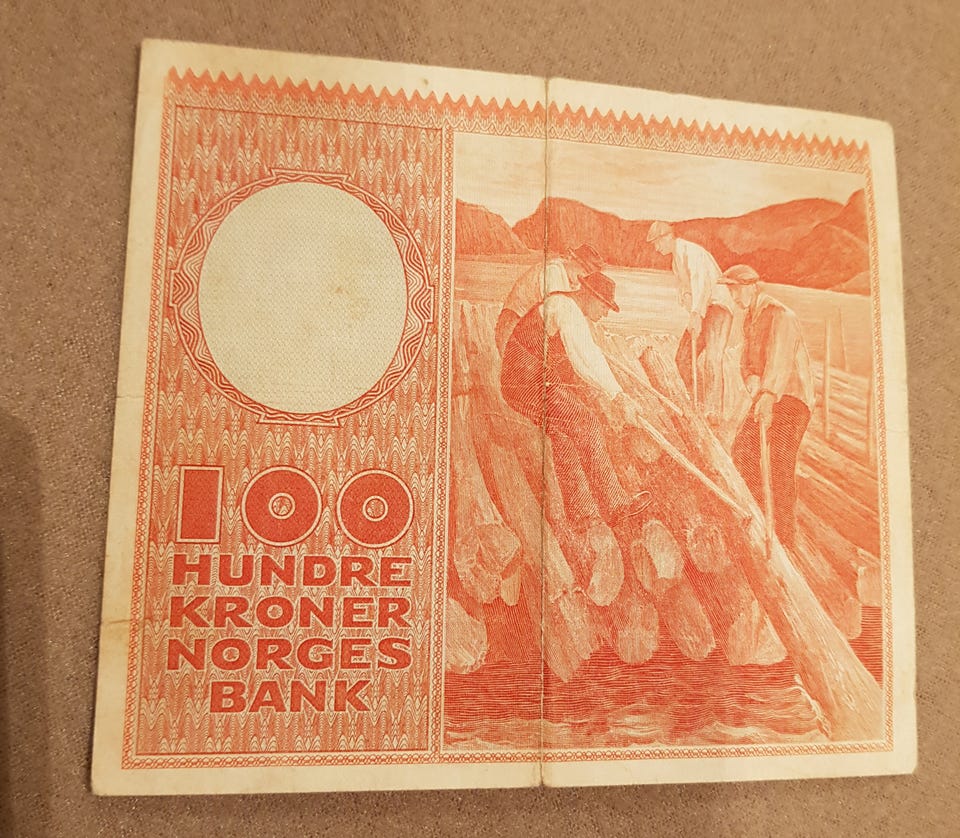 100
HUNDRE
KRONER
NORGES
BANK